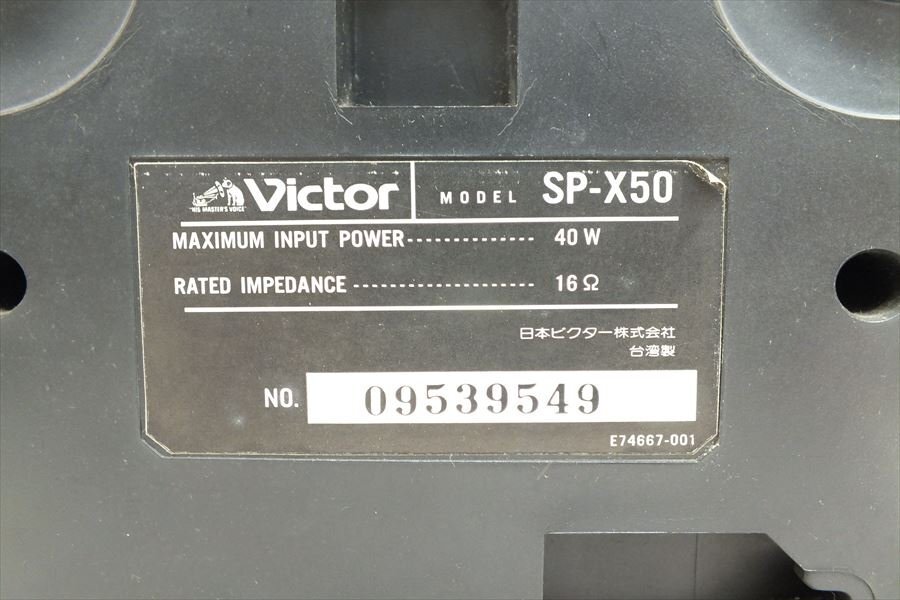 "HIS MASTER'S VOICE" Victor MODEL SP-X50
MAXIMUM INPUT POWER-------------- 40W
RATED IMPEDANCE -------------------- 16Ω
日本ビクター株式会社
台湾製
NO. 09539549
E74667-001